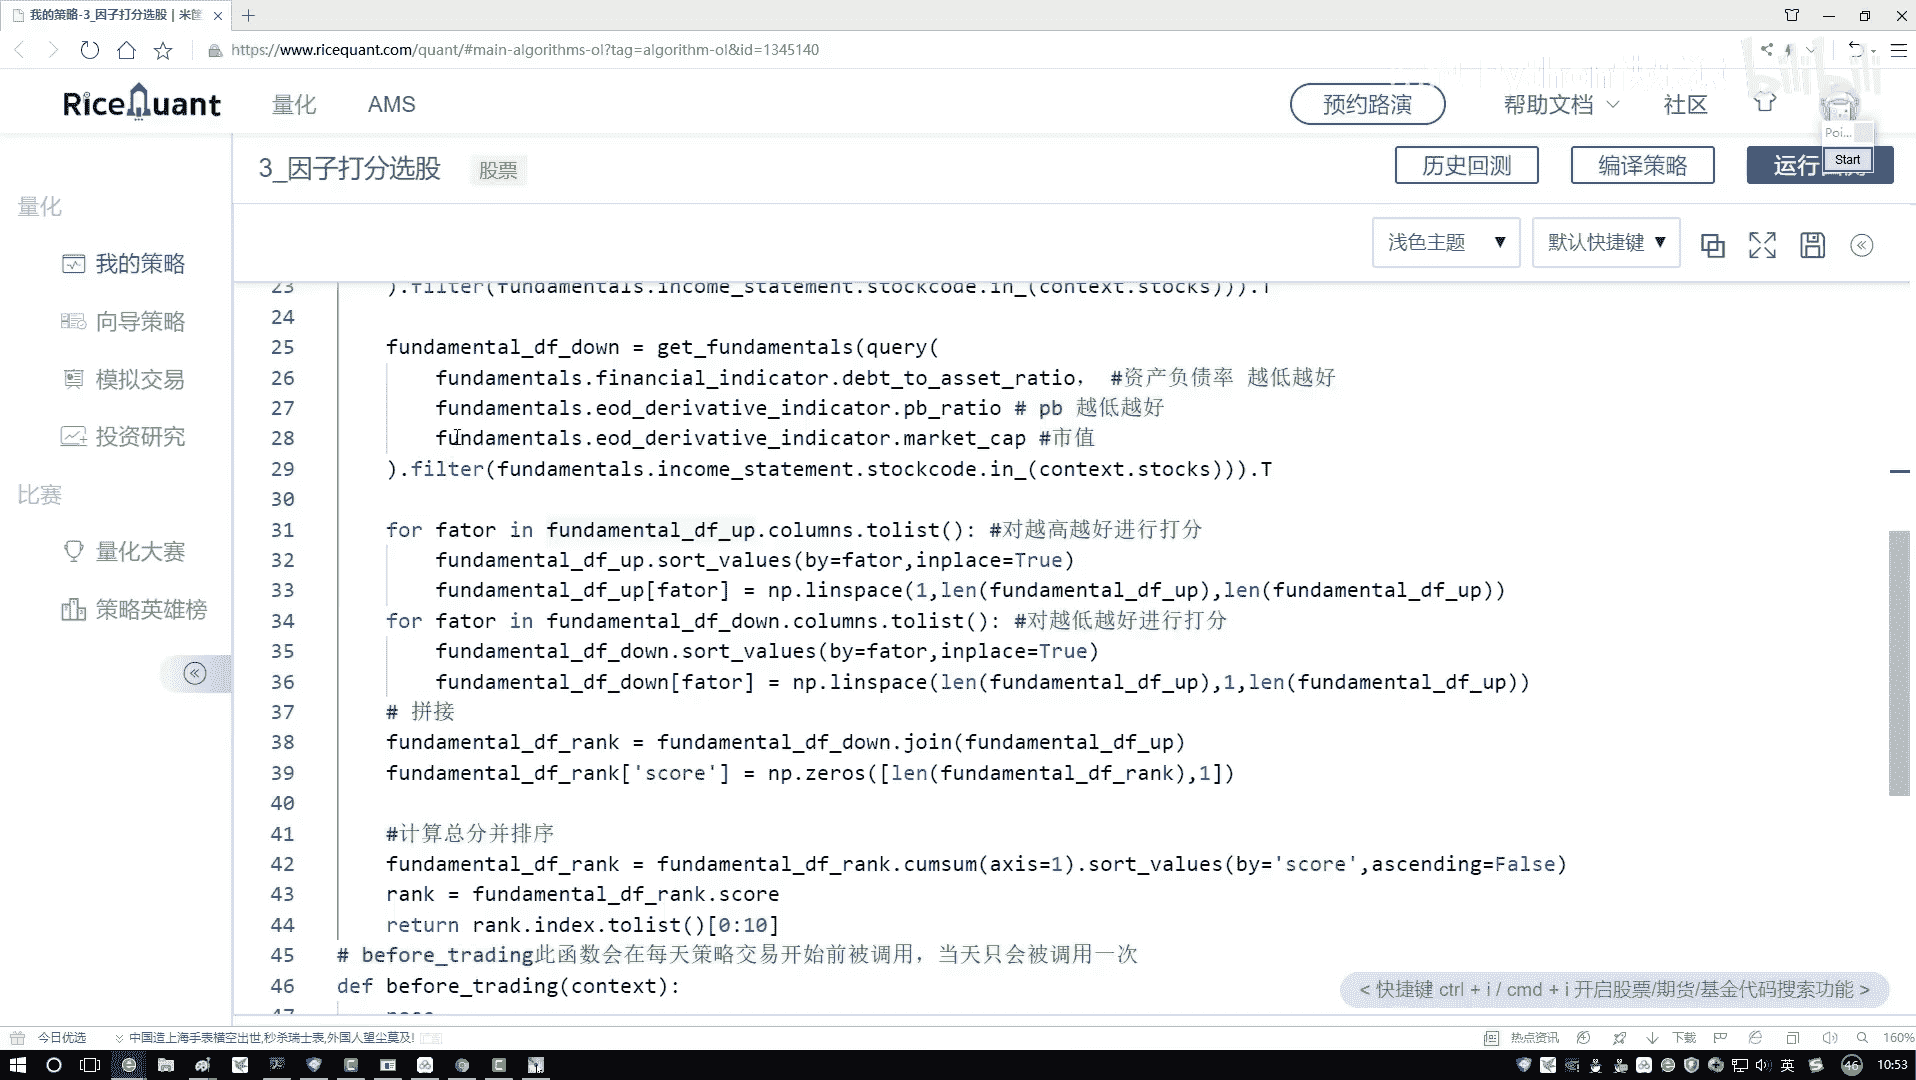 我的策略-3_因子打分选股 | 米筐
https://www.ricequant.com/quant/#main-algorithms-ol?tag=algorithm-ol&id=1345140
RiceQuant
量化
AMS
预约路演
帮助文档
社区
Poi...
Start
3_因子打分选股
股票
历史回测
编译策略
运行
量化
我的策略
向导策略
模拟交易
投资研究
比赛
量化大赛
策略英雄榜
浅色主题 ▼
默认快捷键 ▼
23 ).filter(fundamentals.income_statement.stockcode.in_(context.stocks))).T
24
25 fundamental_df_down = get_fundamentals(query(
26 fundamentals.financial_indicator.debt_to_asset_ratio， #资产负债率 越低越好
27 fundamentals.eod_derivative_indicator.pb_ratio # pb 越低越好
28 fundamentals.eod_derivative_indicator.market_cap #市值
29 ).filter(fundamentals.income_statement.stockcode.in_(context.stocks))).T
30
31 for fator in fundamental_df_up.columns.tolist(): #对越高越好进行打分
32 fundamental_df_up.sort_values(by=fator,inplace=True)
33 fundamental_df_up[fator] = np.linspace(1,len(fundamental_df_up),len(fundamental_df_up))
34 for fator in fundamental_df_down.columns.tolist(): #对越低越好进行打分
35 fundamental_df_down.sort_values(by=fator,inplace=True)
36 fundamental_df_down[fator] = np.linspace(len(fundamental_df_up),1,len(fundamental_df_up))
37 # 拼接
38 fundamental_df_rank = fundamental_df_down.join(fundamental_df_up)
39 fundamental_df_rank['score'] = np.zeros([len(fundamental_df_rank),1])
40
41 #计算总分并排序
42 fundamental_df_rank = fundamental_df_rank.cumsum(axis=1).sort_values(by='score',ascending=False)
43 rank = fundamental_df_rank.score
44 return rank.index.tolist()[0:10]
45 # before_trading此函数会在每天策略交易开始前被调用，当天只会被调用一次
46 def before_trading(context):
47
< 快捷键 ctrl + i / cmd + i 开启股票/期货/基金代码搜索功能 >
今日优选
中国造上海手表横空出世,秒杀瑞士表,外国人望尘莫及!
热点资讯
下载
160%
英
46
10:53